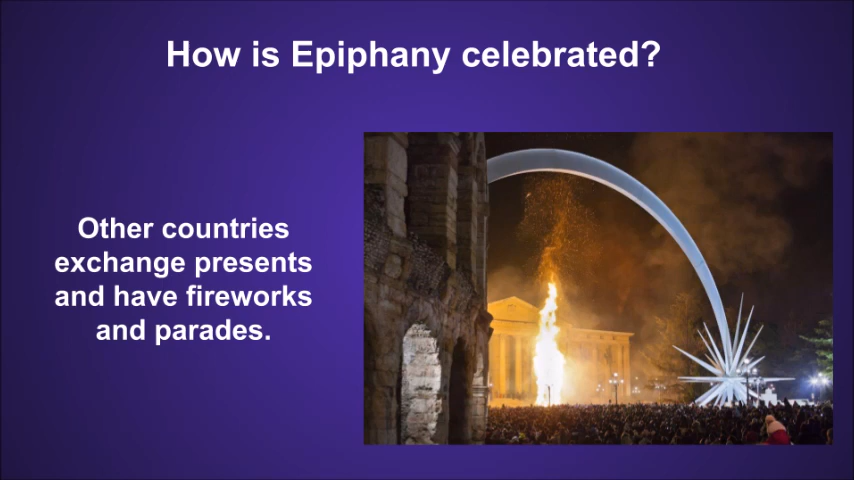 How is Epiphany celebrated?
Other countries
exchange presents
and have fireworks
and parades.